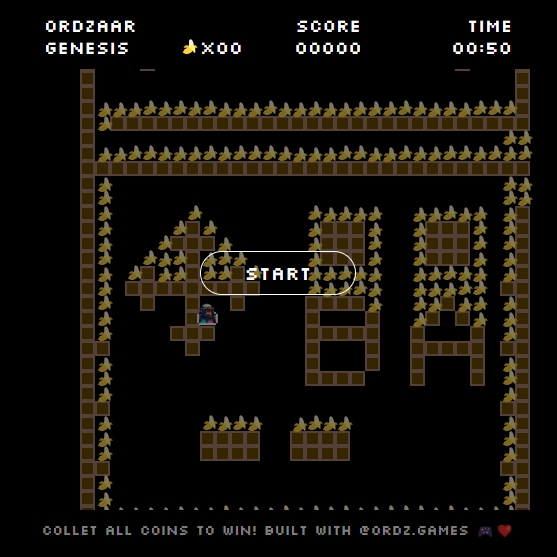 ORDZAAR SCORE TIME
GENESIS X00 00000 00:50
START
COLLET ALL COINS TO WIN! BUILT WITH @ORDZ.GAMES